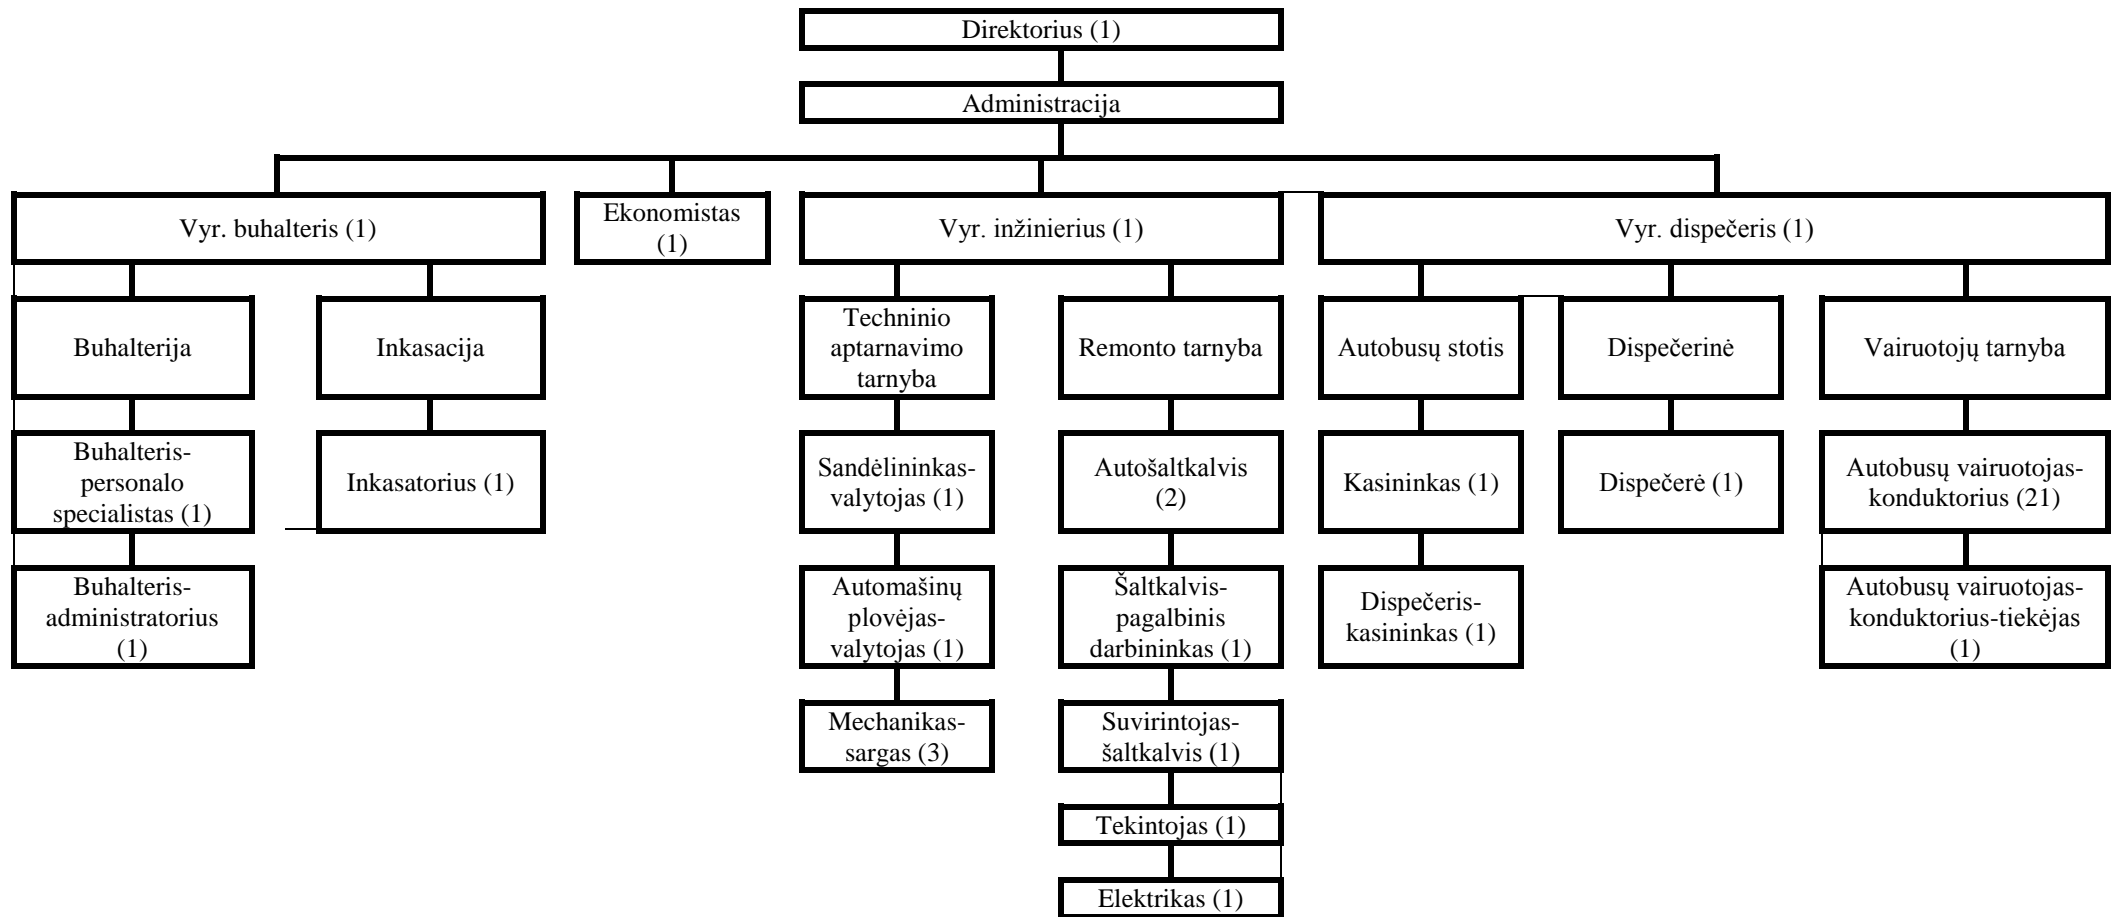 Direktorius (1)
Administracija
Vyr. buhalteris (1)
Ekonomistas
(1)
Vyr. inžinierius (1)
Vyr. dispečeris (1)
Buhalterija
Inkasacija
Techninio
aptarnavimo
tarnyba
Remonto tarnyba
Autobusų stotis
Dispečerinė
Vairuotojų tarnyba
Buhalteris-
personalo
specialistas (1)
Inkasatorius (1)
Sandėlininkas-
valytojas (1)
Autošaltkalvis
(2)
Kasininkas (1)
Dispečerė (1)
Autobusų vairuotojas-
konduktorius (21)
Buhalteris-
administratorius
(1)
Automašinų
plovėjas-
valytojas (1)
Šaltkalvis-
pagalbinis
darbininkas (1)
Dispečeris-
kasininkas (1)
Autobusų vairuotojas-
konduktorius-tiekėjas
(1)
Mechanikas-
sargas (3)
Suvirintojas-
šaltkalvis (1)
Tekintojas (1)
Elektrikas (1)